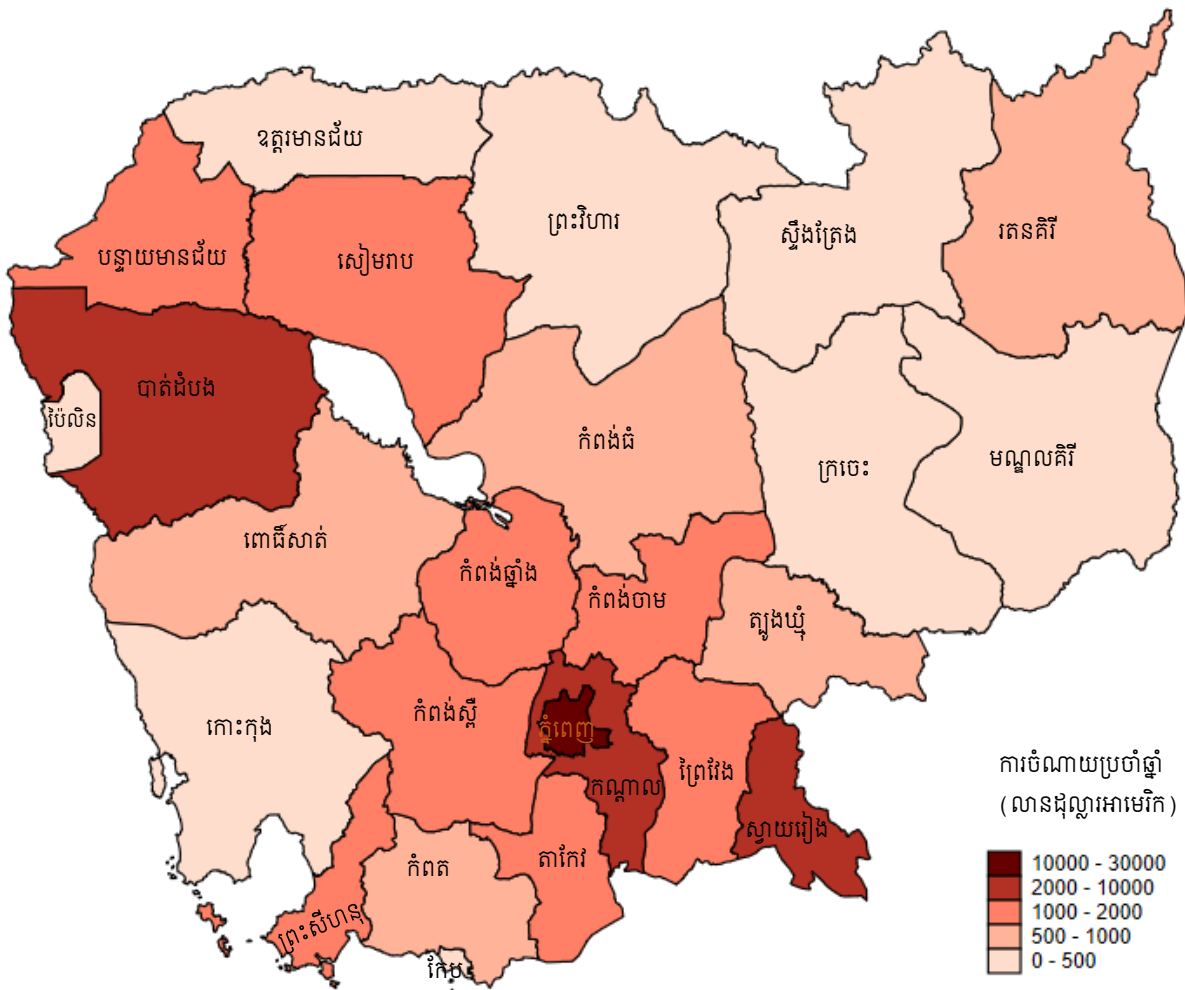 ឧត្តរមានជ័យ
ព្រះវិហារ
ស្ទឹងត្រែង
រតនគិរី
បន្ទាយមានជ័យ
សៀមរាប
បាត់ដំបង
ប៉ៃលិន
កំពង់ធំ
ក្រចេះ
មណ្ឌលគិរី
ពោធិ៍សាត់
កំពង់ឆ្នាំង
កំពង់ចាម
ត្បូងឃ្មុំ
កោះកុង
កំពង់ស្ពឺ
ភ្នំពេញ
កណ្ដាល
ព្រៃវែង
ស្វាយរៀង
កំពត
តាកែវ
ព្រះសីហនុ
កែប
ការចំណាយប្រចាំឆ្នាំ
(លានដុល្លារអាមេរិក)
10000 - 30000
2000 - 10000
1000 - 2000
500 - 1000
0 - 500